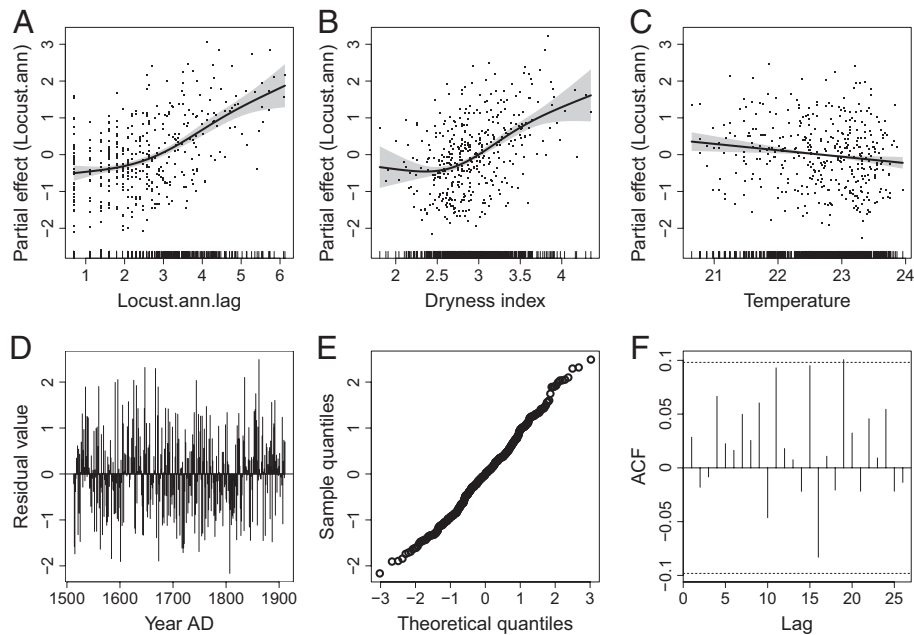 A
Partial effect (Locust.ann)
3
2
1
0
−1
−2
1 2 3 4 5 6
Locust.ann.lag
B
Partial effect (Locust.ann)
3
2
1
0
−1
−2
2 2.5 3.0 3.5 4
Dryness index
C
Partial effect (Locust.ann)
3
2
1
0
−1
−2
21 22 23 24
Temperature
D
Residual value
2
1
0
−1
−2
1500 1600 1700 1800 1900
Year AD
E
Sample quantiles
2
1
0
−1
−2
−3 −2 −1 0 1 2 3
Theoretical quantiles
F
ACF
0.1
0.05
0
−0.05
−0.1
0 5 10 15 20 25
Lag